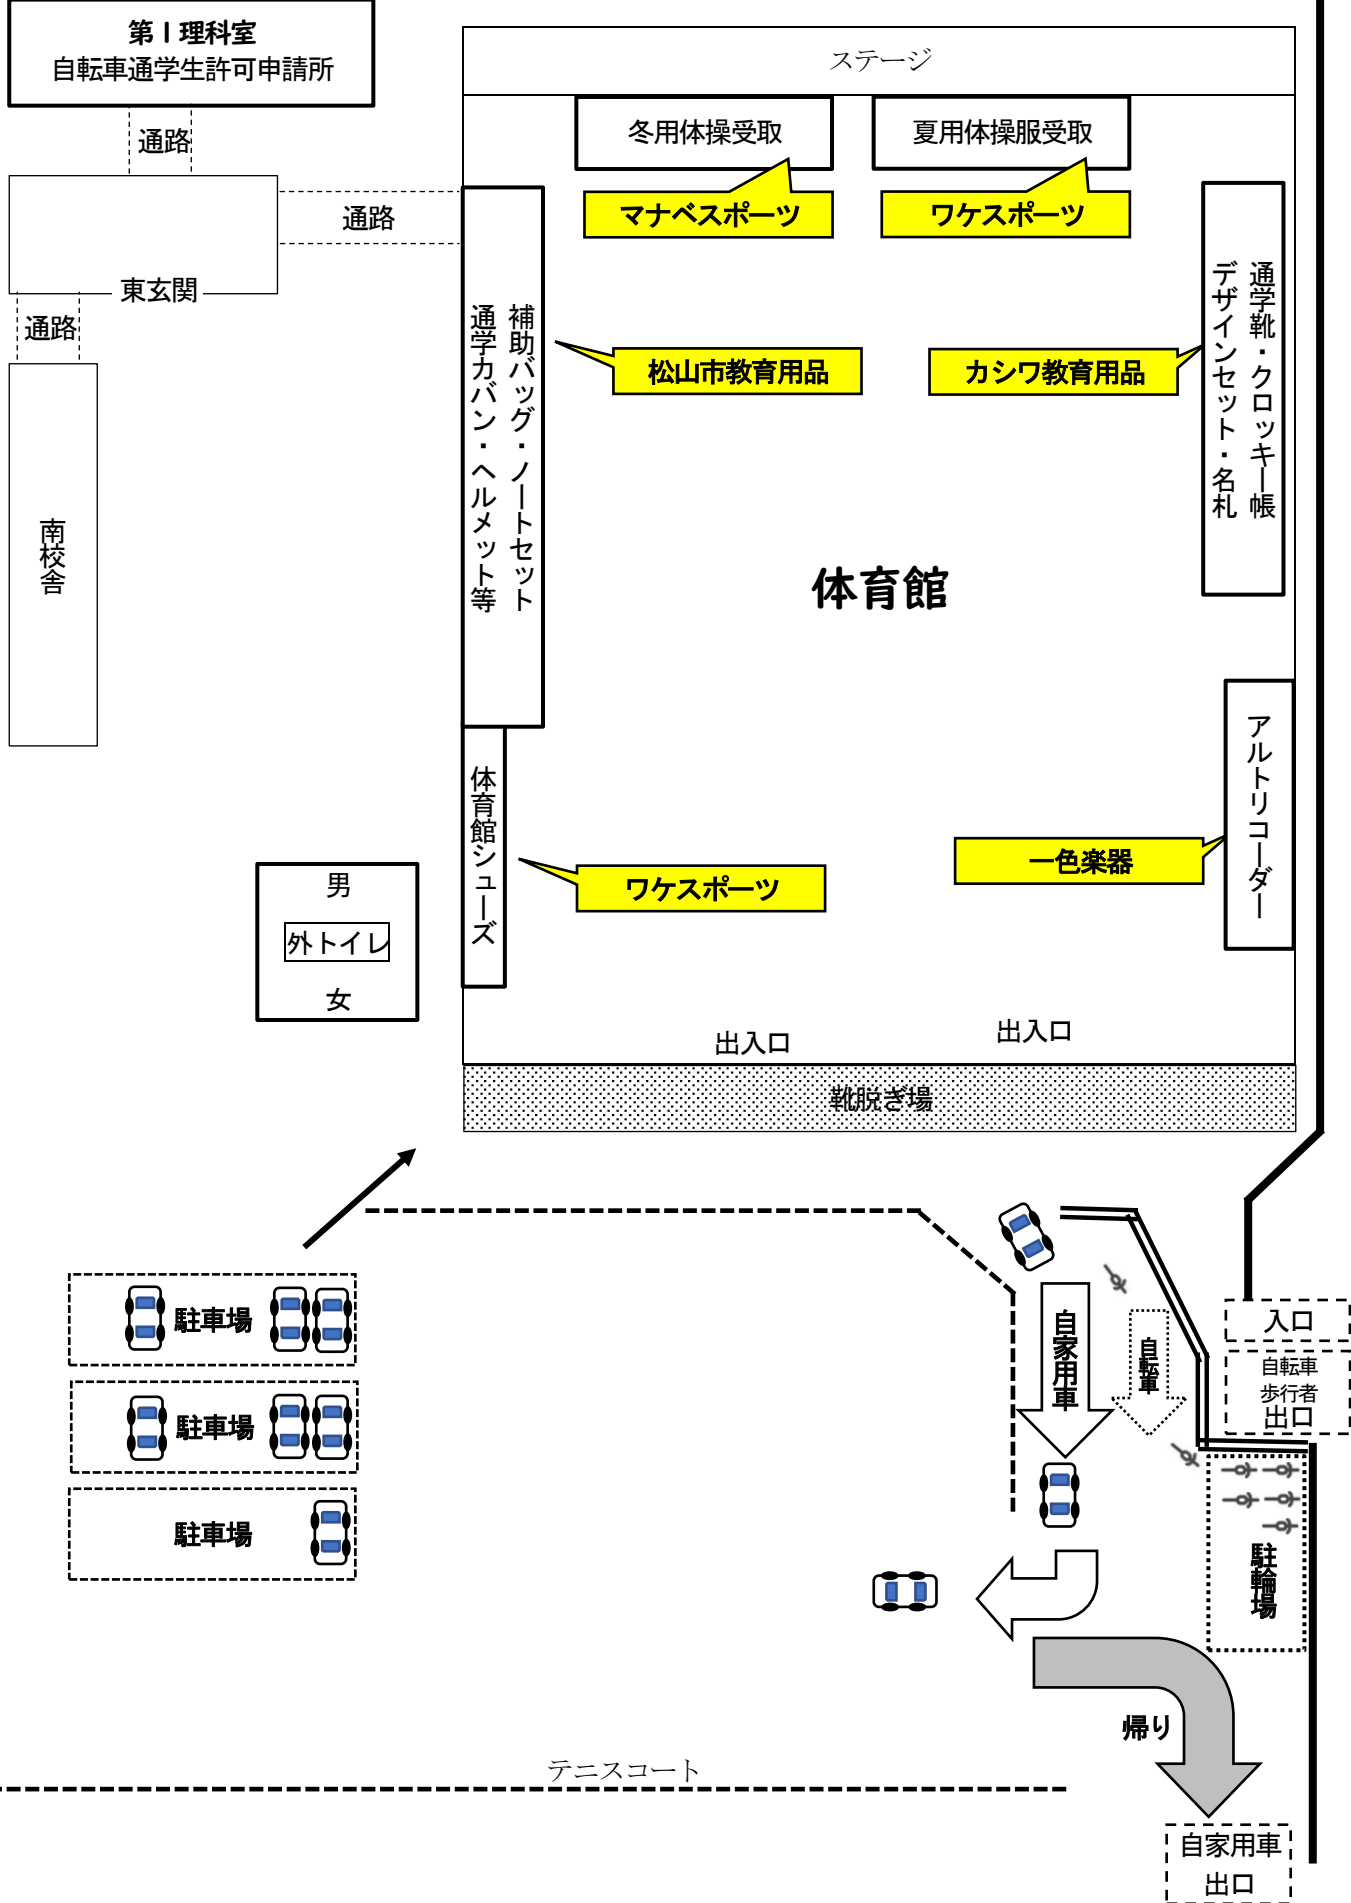 第Ⅰ理科室
自転車通学生許可申請所
通路
東玄関
通路
通路
南校舎
ステージ
冬用体操受取
夏用体操服受取
マナベスポーツ
ワケスポーツ
補助バッグ・ノートセット
通学カバン・ヘルメット等
松山市教育用品
カシワ教育用品
通学靴・クロッキー帳
デザインセット・名札
体育館
体育館シューズ
ワケスポーツ
一色楽器
アルトリコーダー
男
外トイレ
女
出入口
出入口
靴脱ぎ場
駐車場
駐車場
駐車場
自家用車
自転車
入口
自転車
歩行者
出口
駐輪場
帰り
テニスコート
自家用車
出口